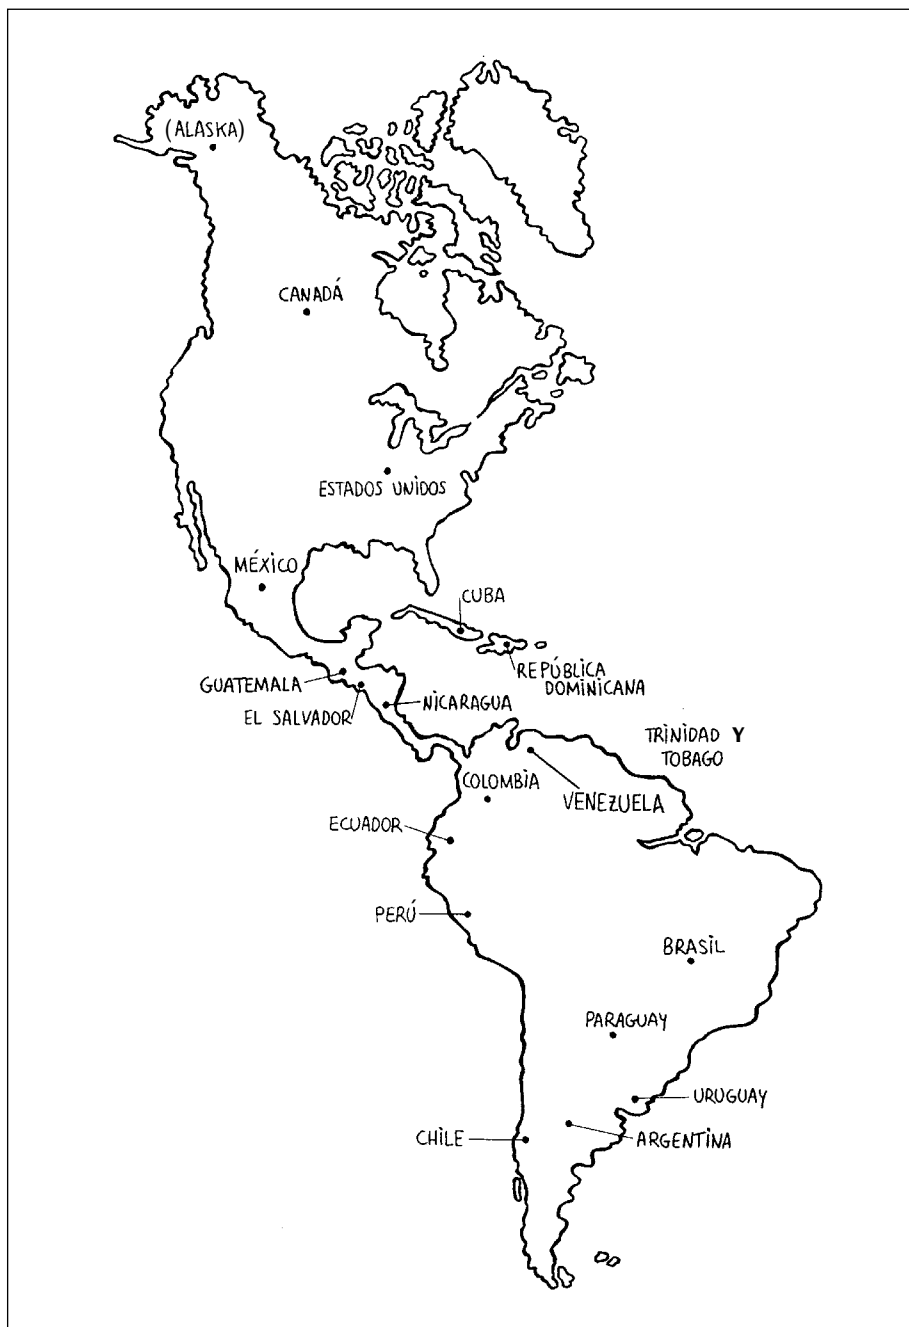 (ALASKA)
CANADÁ
ESTADOS UNIDOS
MÉXICO
CUBA
REPÚBLICA
DOMINICANA
GUATEMALA
EL SALVADOR
NICARAGUA
TRINIDAD Y
TOBAGO
COLOMBIA
VENEZUELA
ECUADOR
PERÚ
BRASIL
PARAGUAY
URUGUAY
CHILE
ARGENTINA